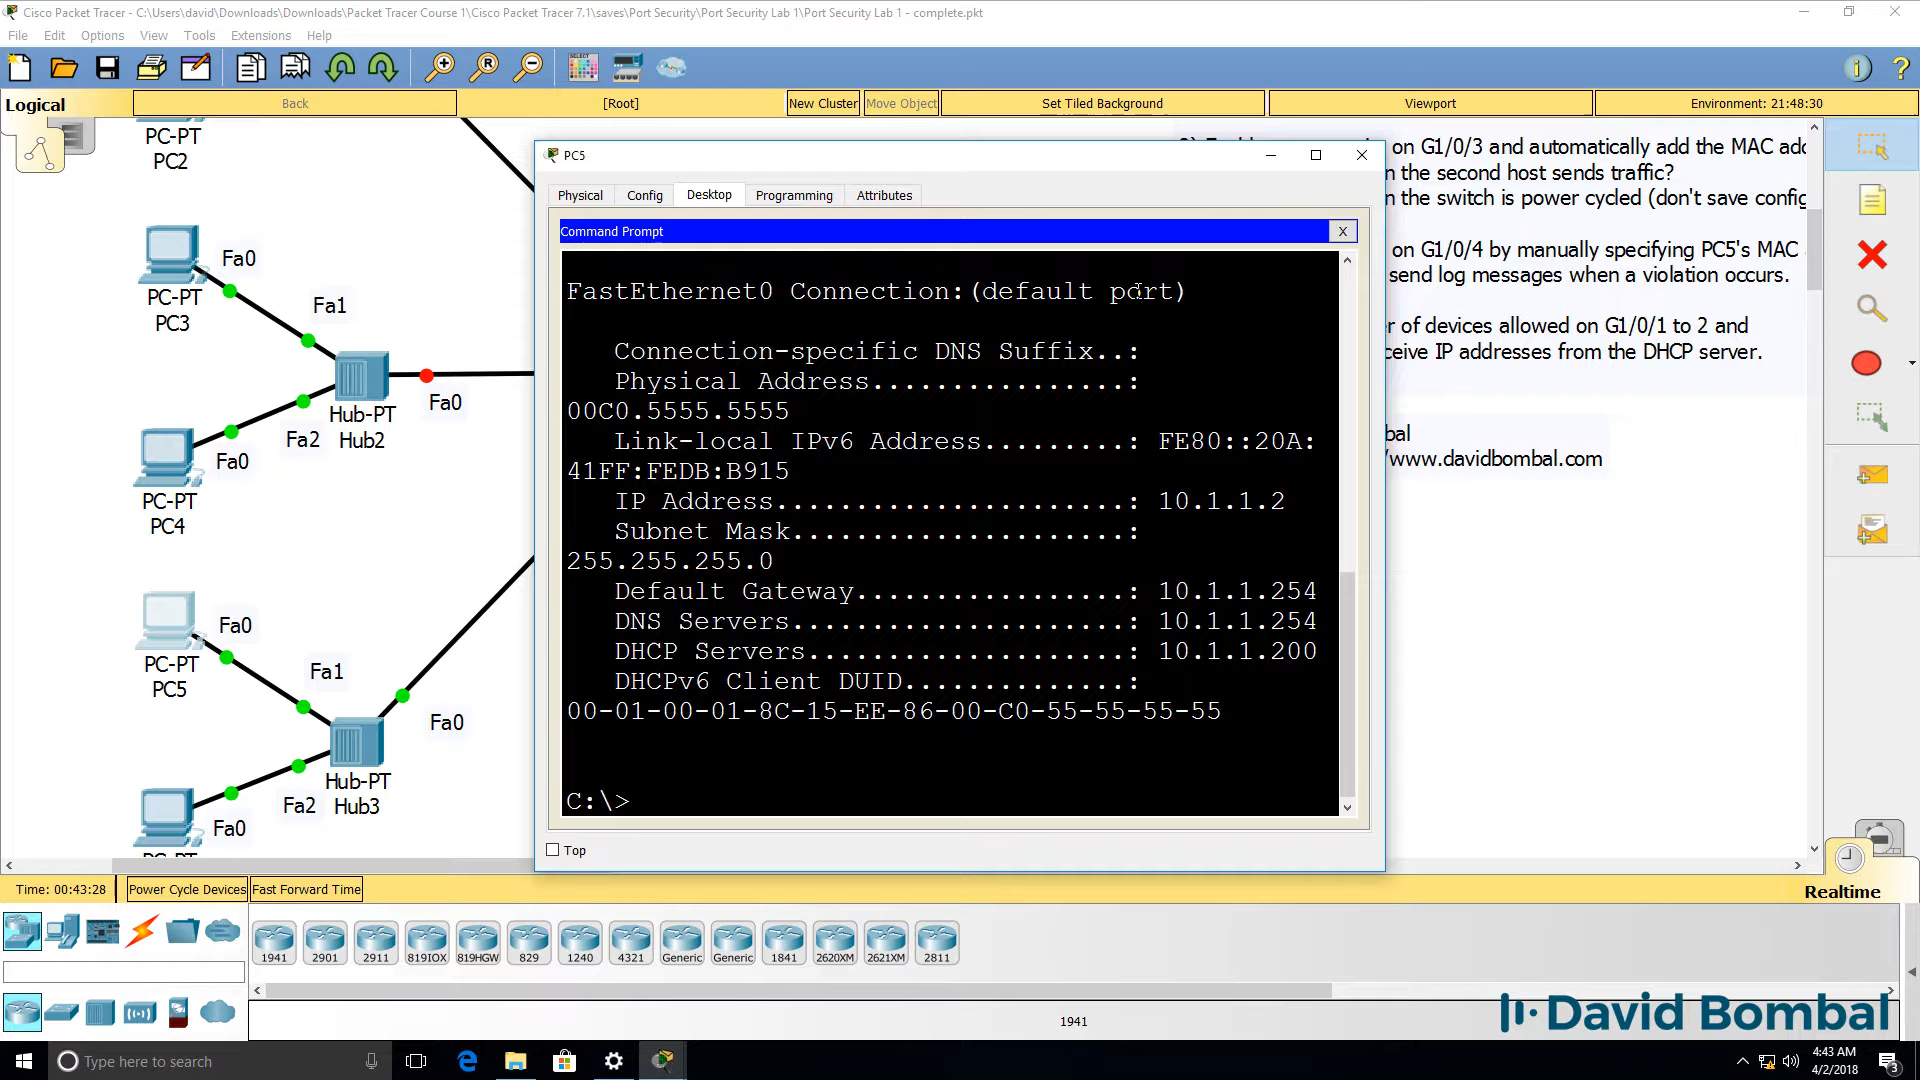 Cisco Packet Tracer - C:\Users\david\Downloads\Downloads\Packet Tracer Course 1\Cisco Packet Tracer 7.1\saves\Port Security\Port Security Lab 1\Port Security Lab 1 - complete.pkt
File Edit Options View Tools Extensions Help
Logical Back [Root] New Cluster Move Object Set Tiled Background Viewport Environment: 21:48:30
PC-PT
PC2
PC-PT
PC3
Fa0
Fa1
PC-PT
PC4
Fa0
Fa2
Hub-PT
Hub2
Fa0
PC-PT
PC5
Fa0
Fa1
Fa0
Hub-PT
Hub3
Fa2
Fa0
PC5
Physical Config Desktop Programming Attributes
Command Prompt X
FastEthernet0 Connection:(default port)
Connection-specific DNS Suffix..:
Physical Address................:
00C0.5555.5555
Link-local IPv6 Address.........: FE80::20A:
41FF:FEDB:B915
IP Address......................: 10.1.1.2
Subnet Mask.....................:
255.255.255.0
Default Gateway.................: 10.1.1.254
DNS Servers.....................: 10.1.1.254
DHCP Servers....................: 10.1.1.200
DHCPv6 Client DUID..............:
00-01-00-01-8C-15-EE-86-00-C0-55-55-55-55
C:\>
Top
on G1/0/3 and automatically add the MAC add
n the second host sends traffic?
n the switch is power cycled (don't save config
on G1/0/4 by manually specifying PC5's MAC
send log messages when a violation occurs.
er of devices allowed on G1/0/1 to 2 and
ceive IP addresses from the DHCP server.
bal
/www.davidbombal.com
Time: 00:43:28 Power Cycle Devices Fast Forward Time
Realtime
1941 2901 2911 819IOX 819HGW 829 1240 4321 Generic Generic 1841 2620XM 2621XM 2811
1941
David Bombal
Type here to search
4:43 AM
4/2/2018
3